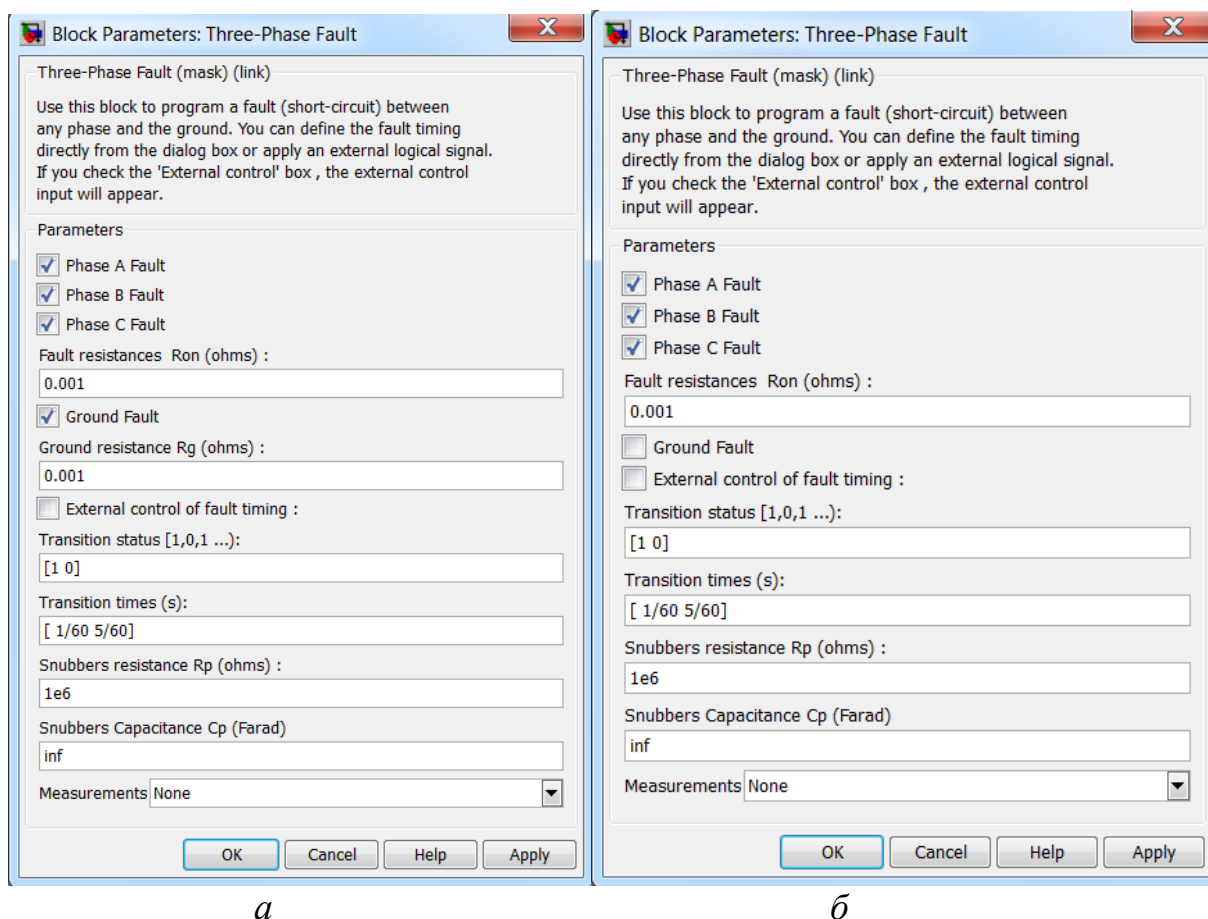 Block Parameters: Three-Phase Fault
X
Three-Phase Fault (mask) (link)
Use this block to program a fault (short-circuit) between
any phase and the ground. You can define the fault timing
directly from the dialog box or apply an external logical signal.
If you check the 'External control' box , the external control
input will appear.
Parameters
Phase A Fault
Phase B Fault
Phase C Fault
Fault resistances Ron (ohms) :
0.001
Ground Fault
Ground resistance Rg (ohms) :
0.001
External control of fault timing :
Transition status [1,0,1 ...):
[1 0]
Transition times (s):
[ 1/60 5/60]
Snubbers resistance Rp (ohms) :
1e6
Snubbers Capacitance Cp (Farad)
inf
Measurements None
OK Cancel Help Apply
а
Block Parameters: Three-Phase Fault
X
Three-Phase Fault (mask) (link)
Use this block to program a fault (short-circuit) between
any phase and the ground. You can define the fault timing
directly from the dialog box or apply an external logical signal.
If you check the 'External control' box , the external control
input will appear.
Parameters
Phase A Fault
Phase B Fault
Phase C Fault
Fault resistances Ron (ohms) :
0.001
Ground Fault
External control of fault timing :
Transition status [1,0,1 ...):
[1 0]
Transition times (s):
[ 1/60 5/60]
Snubbers resistance Rp (ohms) :
1e6
Snubbers Capacitance Cp (Farad)
inf
Measurements None
OK Cancel Help Apply
б